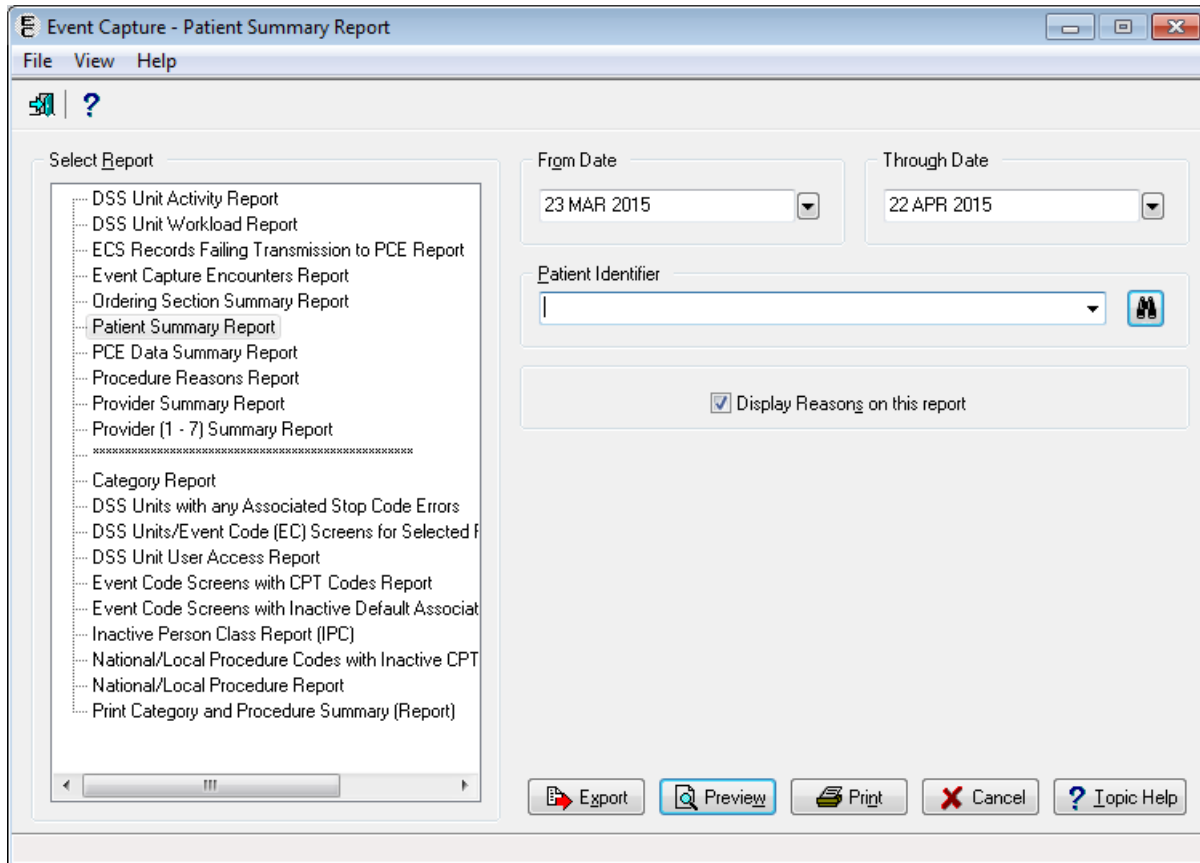 Event Capture - Patient Summary Report
File View Help
Select Report
DSS Unit Activity Report
DSS Unit Workload Report
ECS Records Failing Transmission to PCE Report
Event Capture Encounters Report
Ordering Section Summary Report
Patient Summary Report
PCE Data Summary Report
Procedure Reasons Report
Provider Summary Report
Provider (1 - 7) Summary Report
****************************************************
Category Report
DSS Units with any Associated Stop Code Errors
DSS Units/Event Code (EC) Screens for Selected
DSS Unit User Access Report
Event Code Screens with CPT Codes Report
Event Code Screens with Inactive Default Associat
Inactive Person Class Report (IPC)
National/Local Procedure Codes with Inactive CPT
National/Local Procedure Report
Print Category and Procedure Summary (Report)
From Date
23 MAR 2015
Through Date
22 APR 2015
Patient Identifier
Display Reasons on this report
Export Preview Print Cancel ? Topic Help